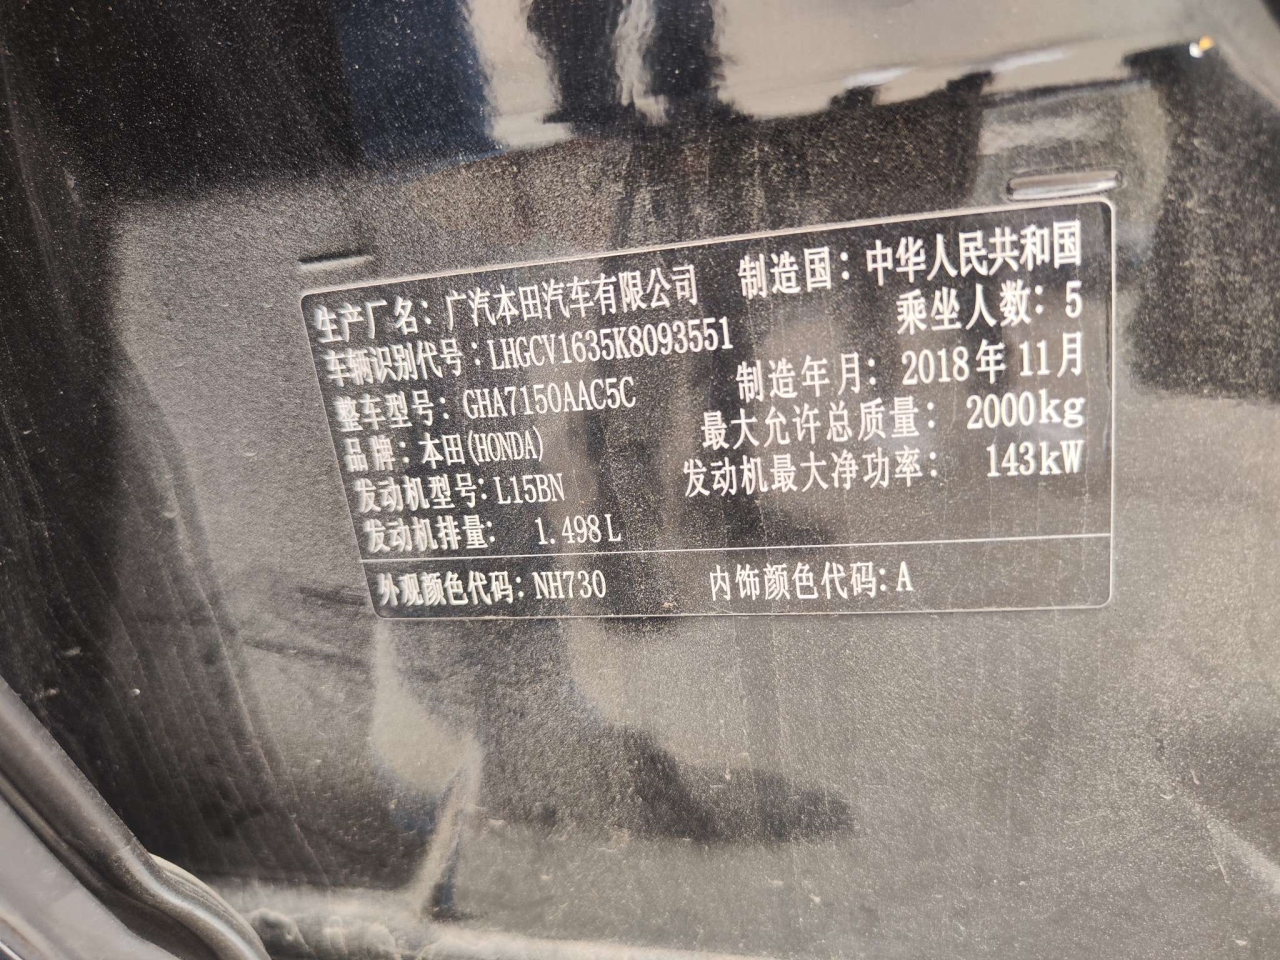 生产厂名：广汽本田汽车有限公司 制造国：中华人民共和国
车辆识别代号：LHGCV1635K8093551 乘坐人数：5
整车型号：GHA7150AAC5C 制造年月：2018年11月
品牌：本田(HONDA) 最大允许总质量：2000kg
发动机型号：L15BN 发动机最大净功率：143kW
发动机排量：1.498L
外观颜色代码：NH730 内饰颜色代码：A